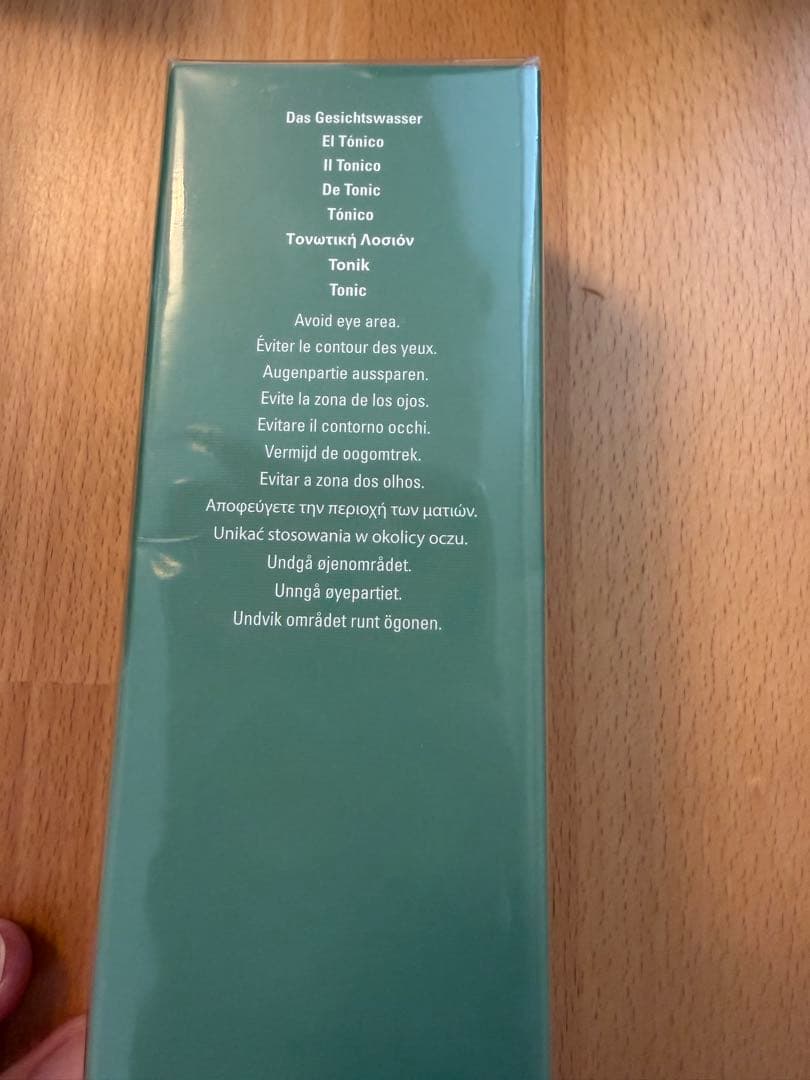 Das Gesichtswasser
El Tónico
Il Tonico
De Tonic
Tónico
Τονωτική Λοσιόν
Tonik
Tonic
Avoid eye area.
Éviter le contour des yeux.
Augenpartie aussparen.
Evite la zona de los ojos.
Evitare il contorno occhi.
Vermijd de oogomtrek.
Evitar a zona dos olhos.
Αποφεύγετε την περιοχή των ματιών.
Unikać stosowania w okolicy oczu.
Undgå øjenområdet.
Unngå øyepartiet.
Undvik området runt ögonen.